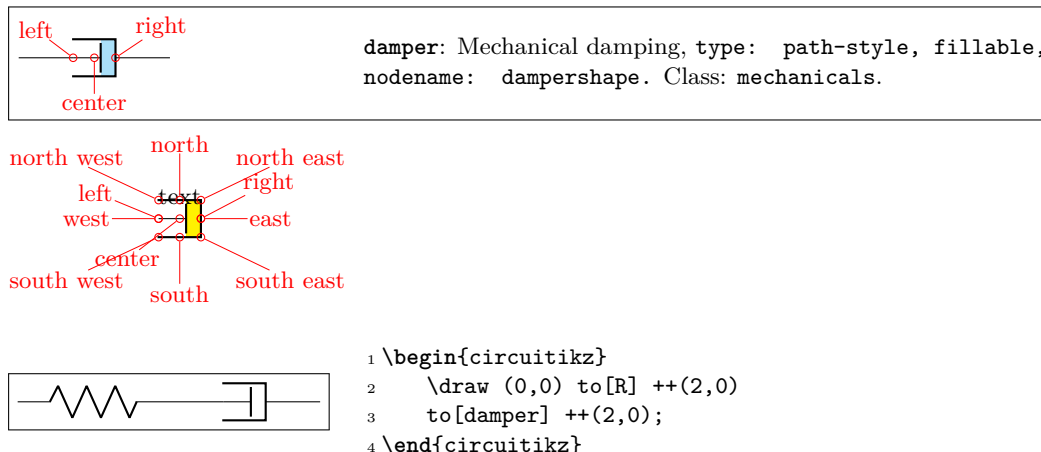 left
right
center
damper: Mechanical damping, type: path-style, fillable,
nodename: dampershape. Class: mechanicals.
north west
north
north east
text
right
left
west
east
center
south west
south
south east
1 \begin{circuitikz}
2 \draw (0,0) to[R] ++(2,0)
3 to[damper] ++(2,0);
4 \end{circuitikz}